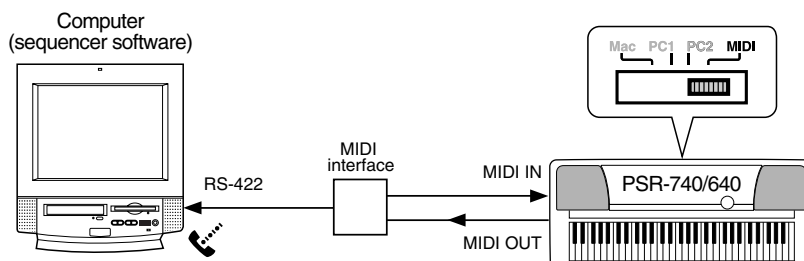 Computer
(sequencer software)
Mac PC1 PC2 MIDI
MIDI
interface
RS-422
MIDI IN
PSR-740/640
MIDI OUT